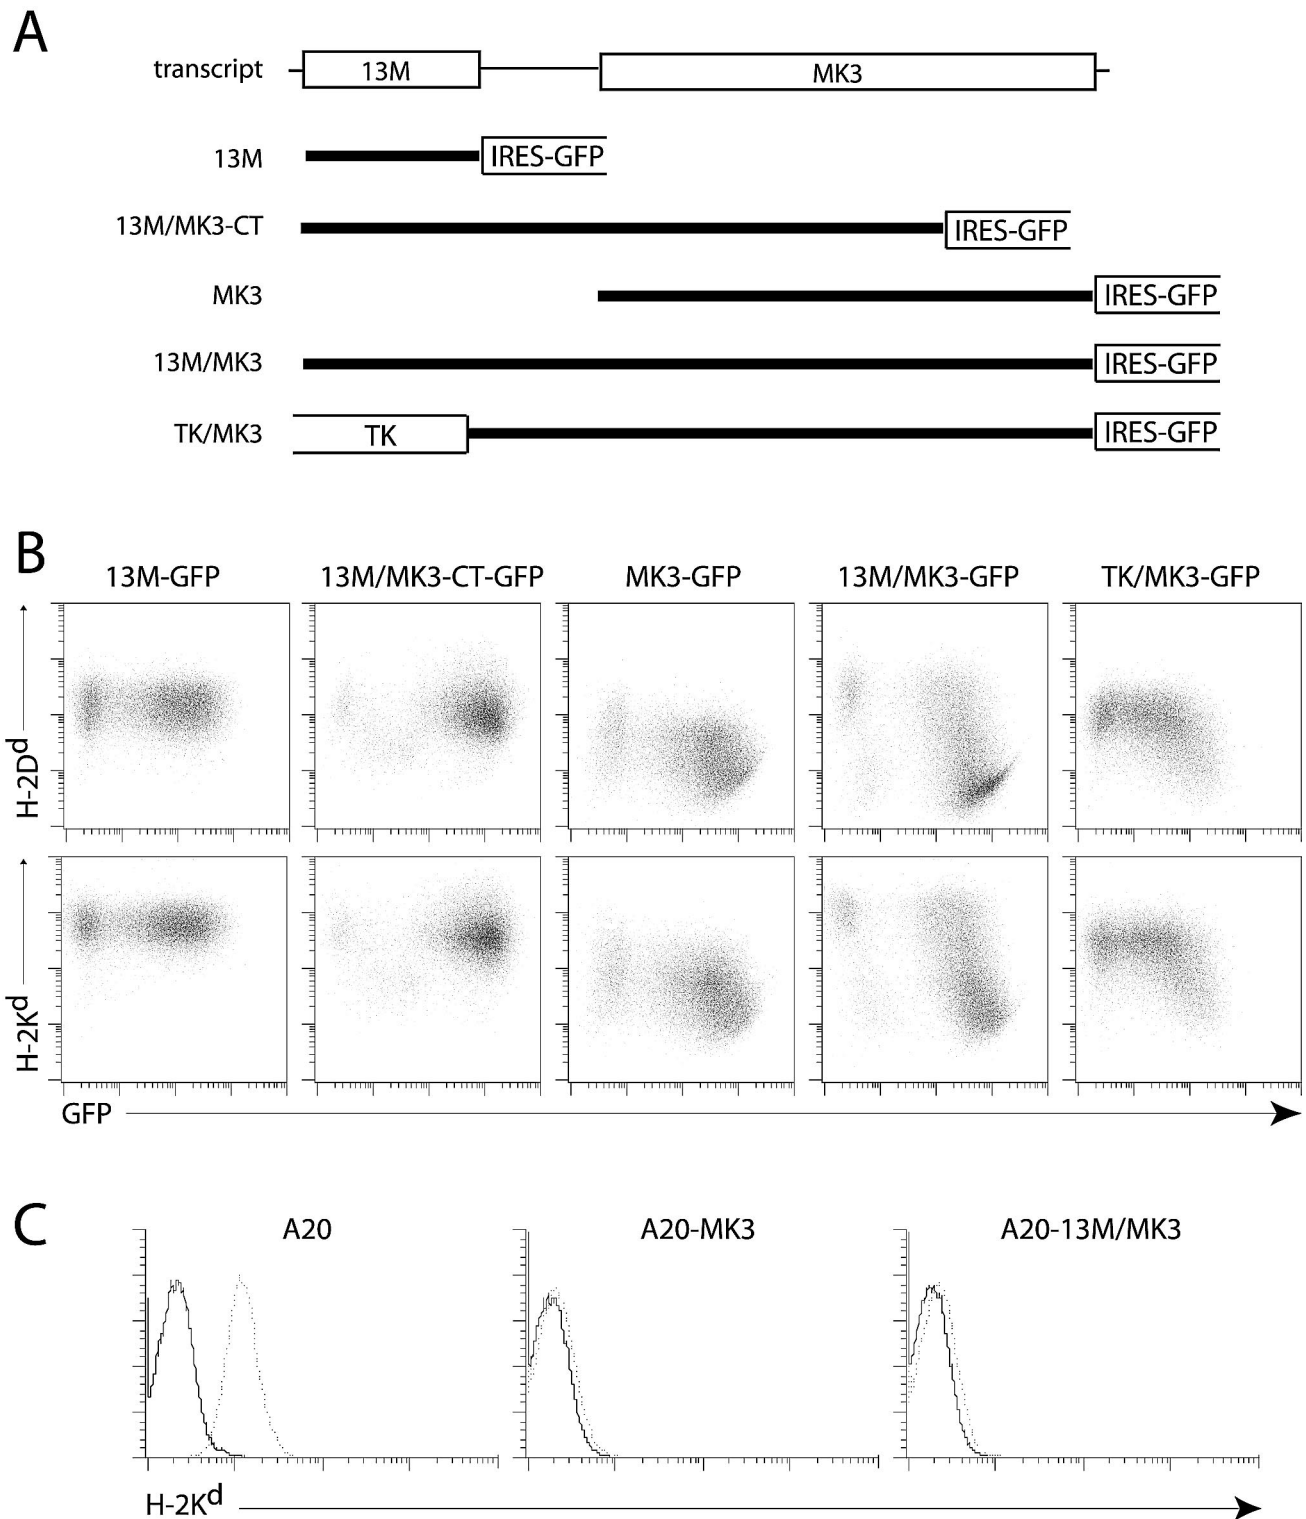 A
transcript 13M MK3
13M IRES-GFP
13M/MK3-CT IRES-GFP
MK3 IRES-GFP
13M/MK3 IRES-GFP
TK/MK3 TK IRES-GFP
B
13M-GFP 13M/MK3-CT-GFP MK3-GFP 13M/MK3-GFP TK/MK3-GFP
H-2Dd
H-2Kd
GFP
C
A20 A20-MK3 A20-13M/MK3
H-2Kd